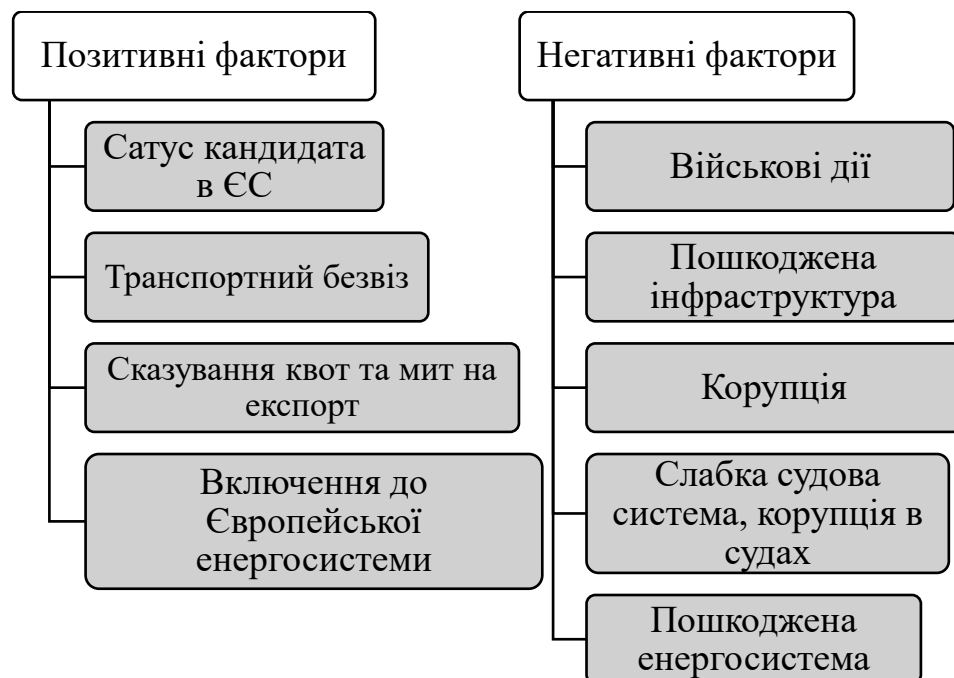 Позитивні фактори
Сатус кандидата
в ЄС
Транспортний безвіз
Сказування квот та мит на
експорт
Включення до
Європейської
енергосистеми
Негативні фактори
Військові дії
Пошкоджена
інфраструктура
Корупція
Слабка судова
система, корупція в
судах
Пошкоджена
енергосистема